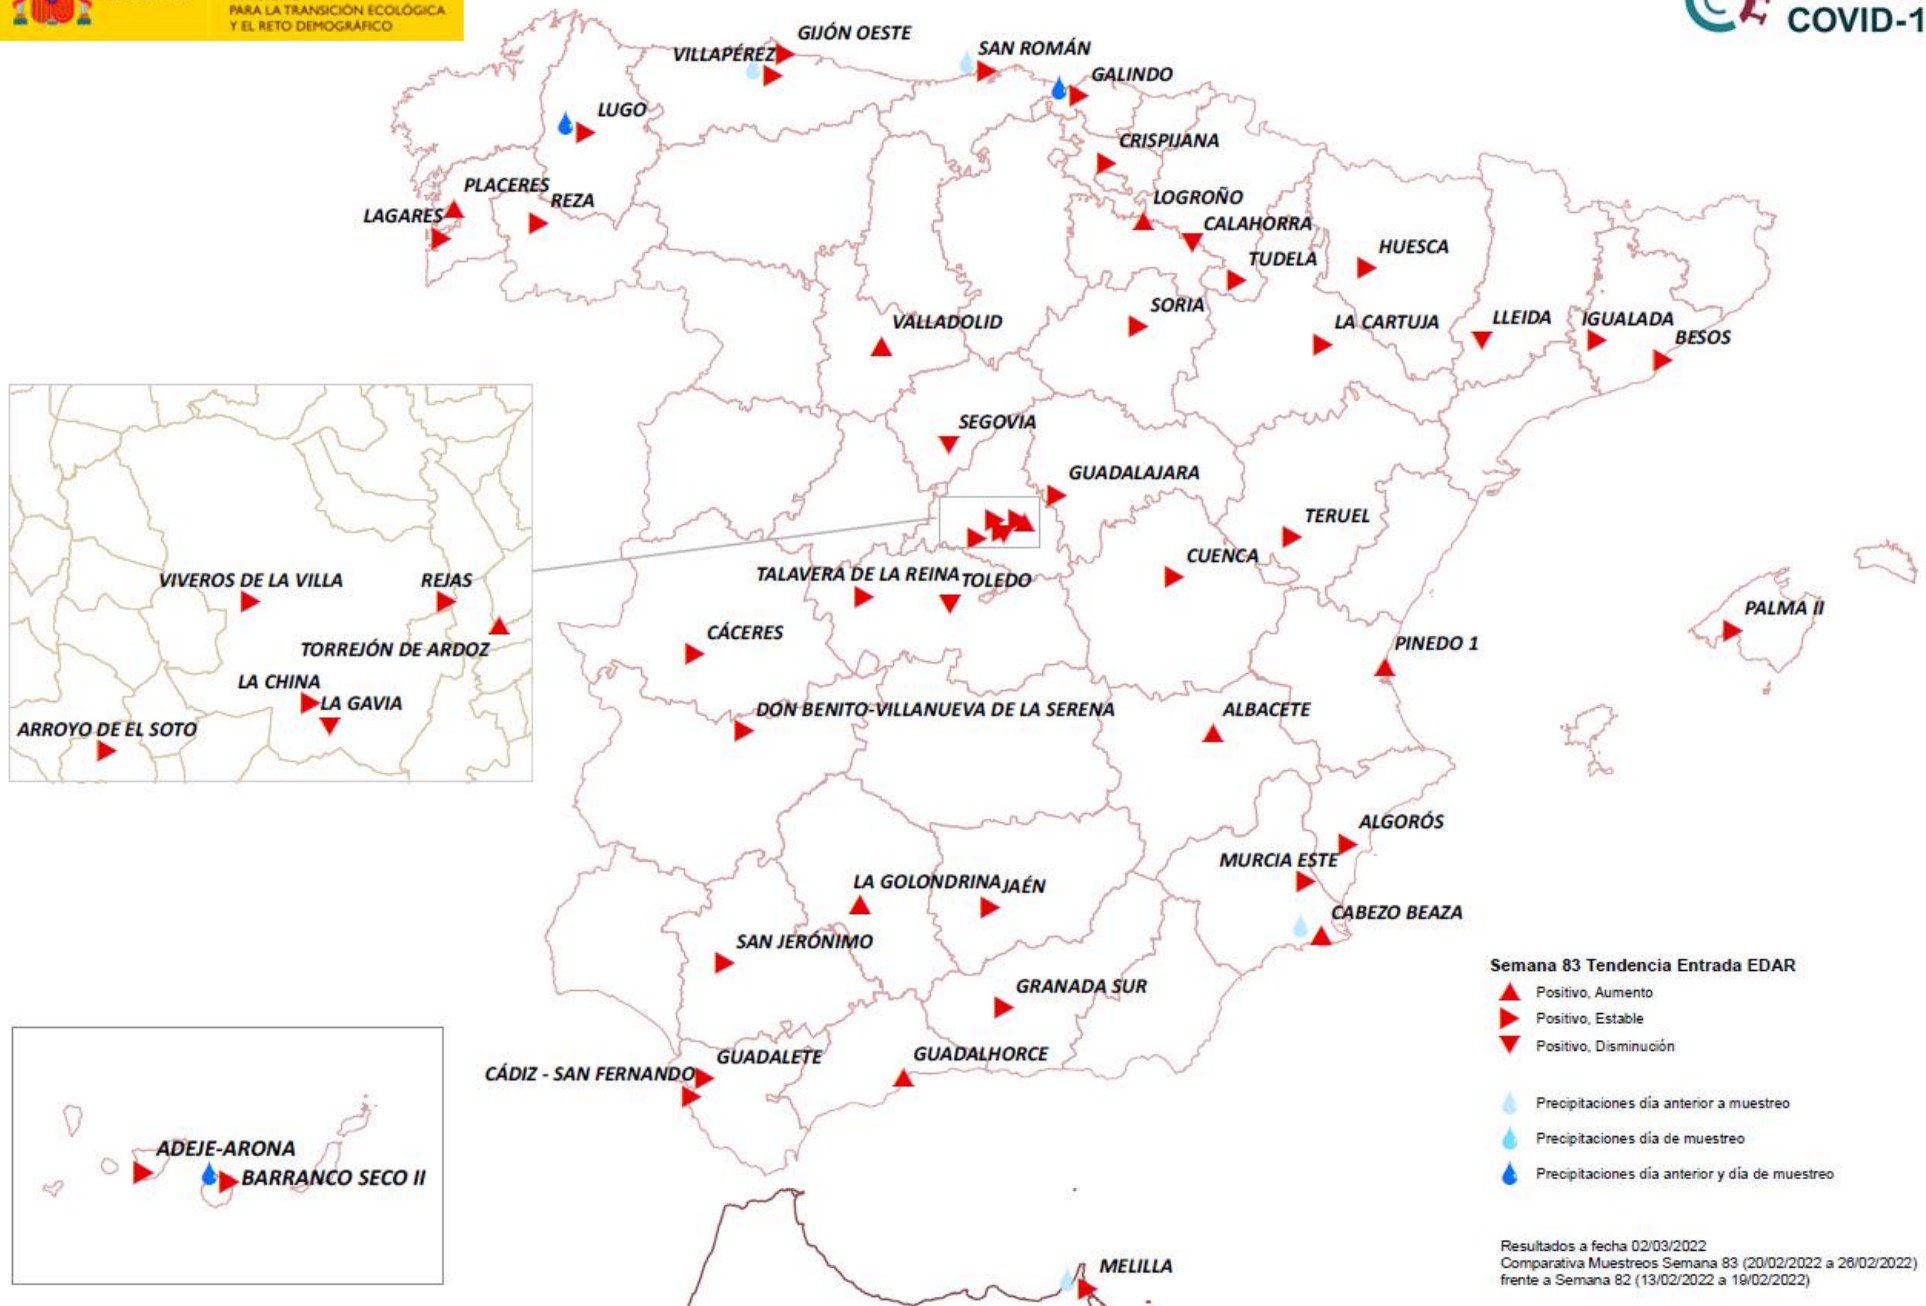 PARA LA TRANSICIÓN ECOLÓGICA
Y EL RETO DEMOGRÁFICO
COVID-1
GIJÓN OESTE
VILLAPÉREZ
SAN ROMÁN
GALINDO
LUGO
CRISPIJANA
PLACERES
REZA
LAGARES
LOGROÑO
CALAHORRA
TUDELA
HUESCA
SORIA
VALLADOLID
LA CARTUJA
LLEIDA
IGUALADA
BESOS
SEGOVIA
GUADALAJARA
TERUEL
CUENCA
TALAVERA DE LA REINA
TOLEDO
VIVEROS DE LA VILLA
REJAS
TORREJÓN DE ARDOZ
LA CHINA
LA GAVIA
ARROYO DE EL SOTO
CÁCERES
PALMA II
PINEDO 1
DON BENITO-VILLANUEVA DE LA SERENA
ALBACETE
ALGORÓS
MURCIA ESTE
LA GOLONDRINA
JAÉN
CABEZO BEAZA
SAN JERÓNIMO
GRANADA SUR
GUADALETE
GUADALHORCE
CÁDIZ - SAN FERNANDO
ADEJE-ARONA
BARRANCO SECO II
MELILLA
Semana 83 Tendencia Entrada EDAR
Positivo, Aumento
Positivo, Estable
Positivo, Disminución
Precipitaciones día anterior a muestreo
Precipitaciones día de muestreo
Precipitaciones día anterior y día de muestreo
Resultados a fecha 02/03/2022
Comparativa Muestreos Semana 83 (20/02/2022 a 26/02/2022)
frente a Semana 82 (13/02/2022 a 19/02/2022)